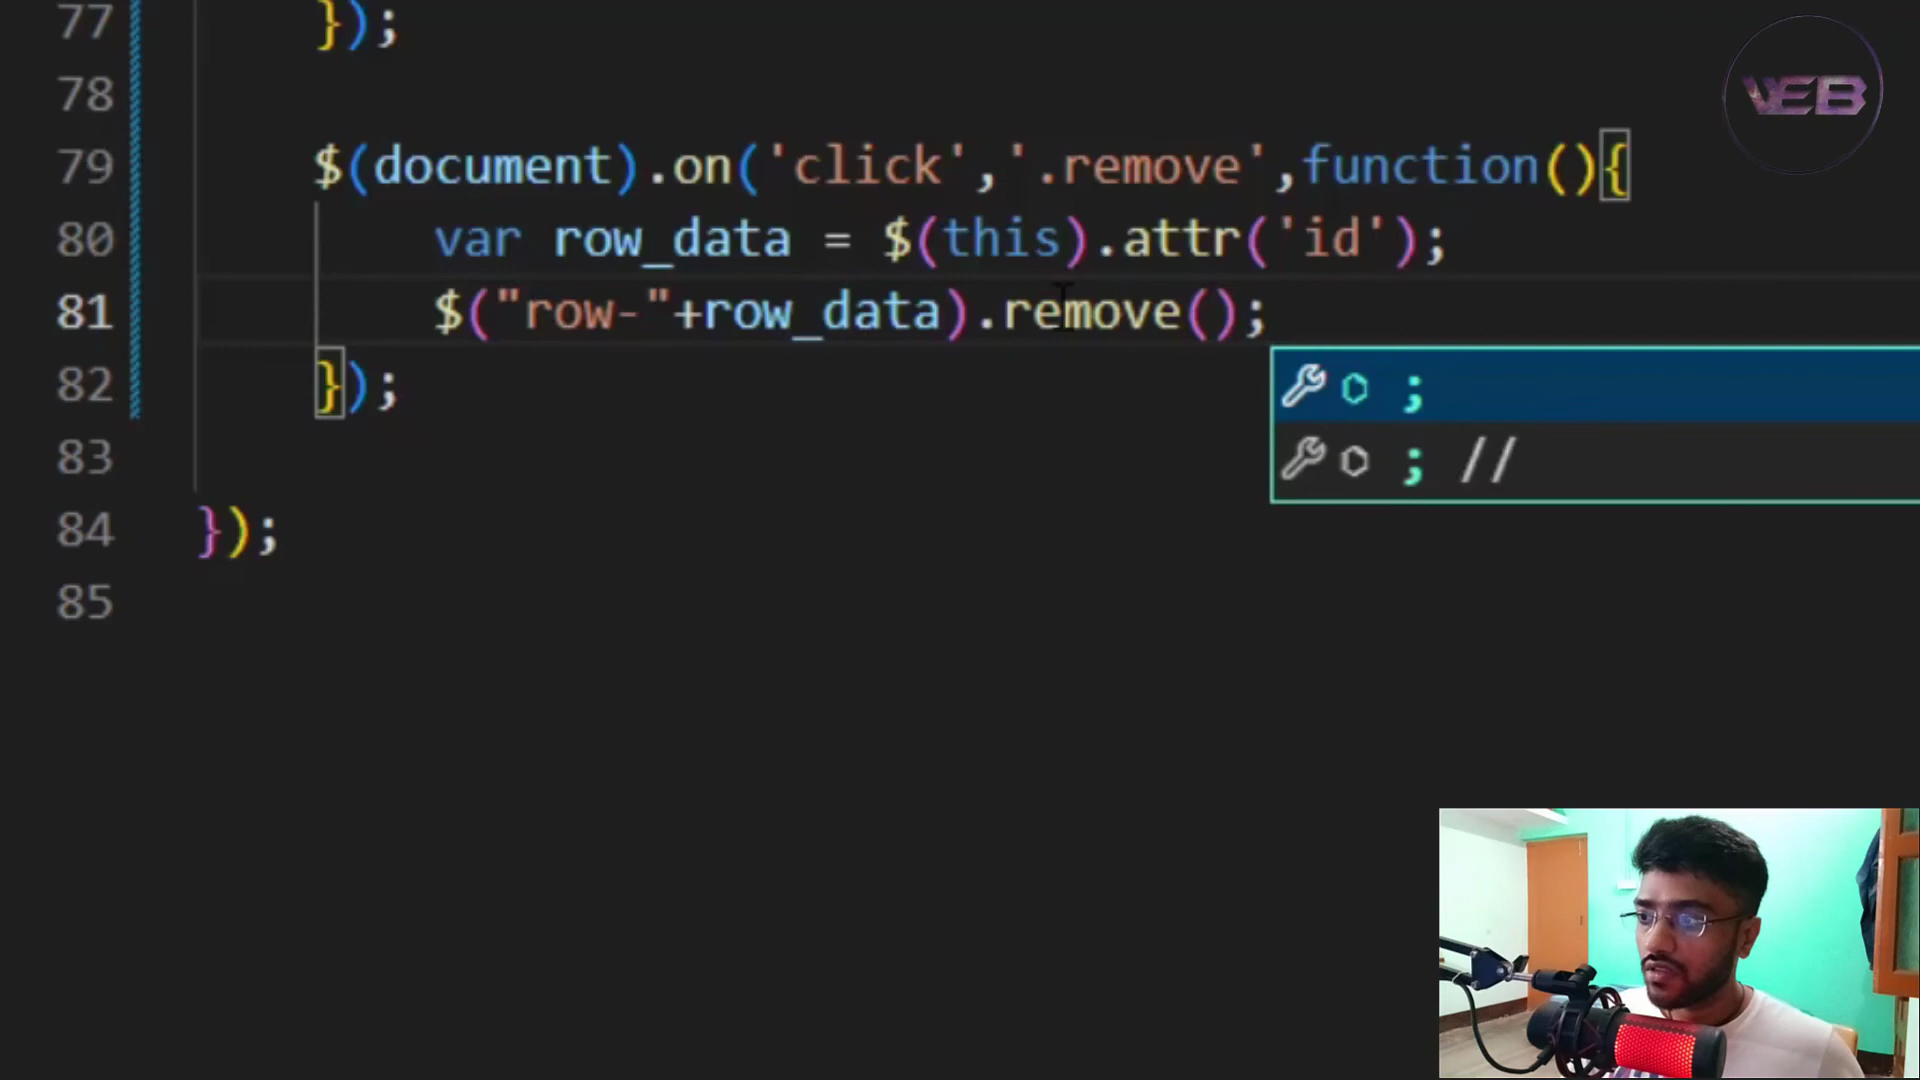 77 });
78
79 $(document).on('click','.remove',function(){
80 var row_data = $(this).attr('id');
81 $("row-"+row_data).remove();
82 });
;
83
; //
84 });
85
VEB